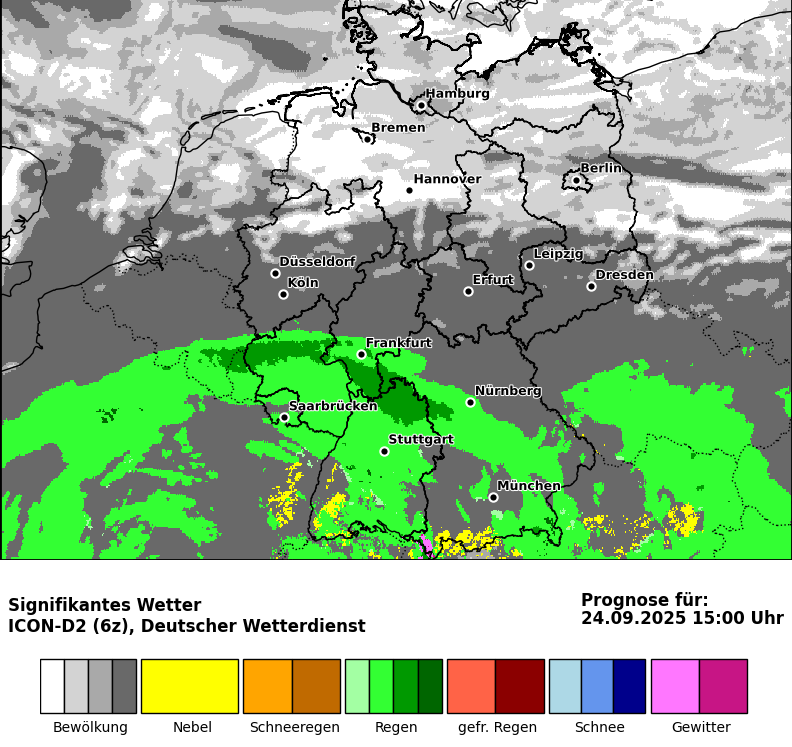 Hamburg
Bremen
Berlin
Hannover
Düsseldorf
Leipzig
Köln
Erfurt
Dresden
Frankfurt
Nürnberg
Saarbrücken
Stuttgart
München
Signifikantes Wetter
ICON-D2 (6z), Deutscher Wetterdienst
Prognose für:
24.09.2025 15:00 Uhr
Bewölkung
Nebel
Schneeregen
Regen
gefr. Regen
Schnee
Gewitter